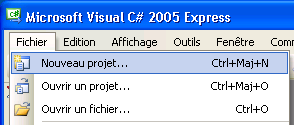 Microsoft Visual C# 2005 Express
Fichier Edition Affichage Outils Fenêtre Com
Nouveau projet... Ctrl+Maj+N
Ouvrir un projet... Ctrl+Maj+O
Ouvrir un fichier... Ctrl+O